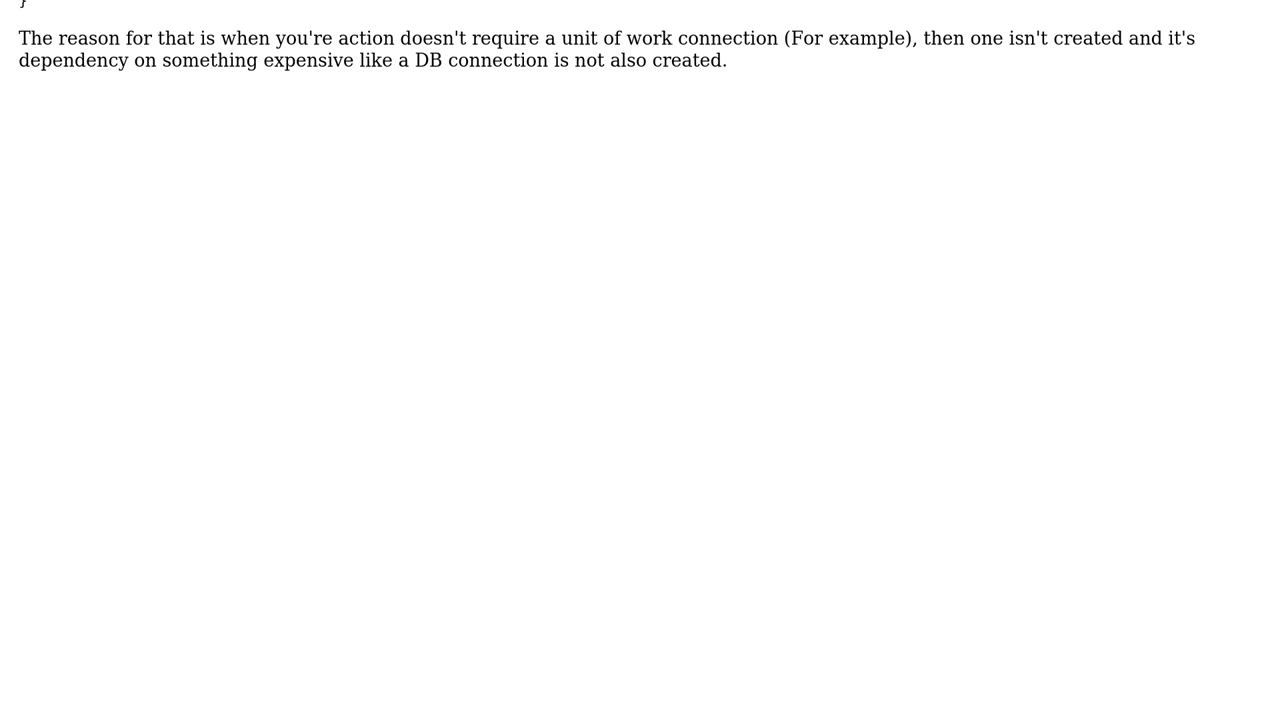 }
The reason for that is when you're action doesn't require a unit of work connection (For example), then one isn't created and it's
dependency on something expensive like a DB connection is not also created.